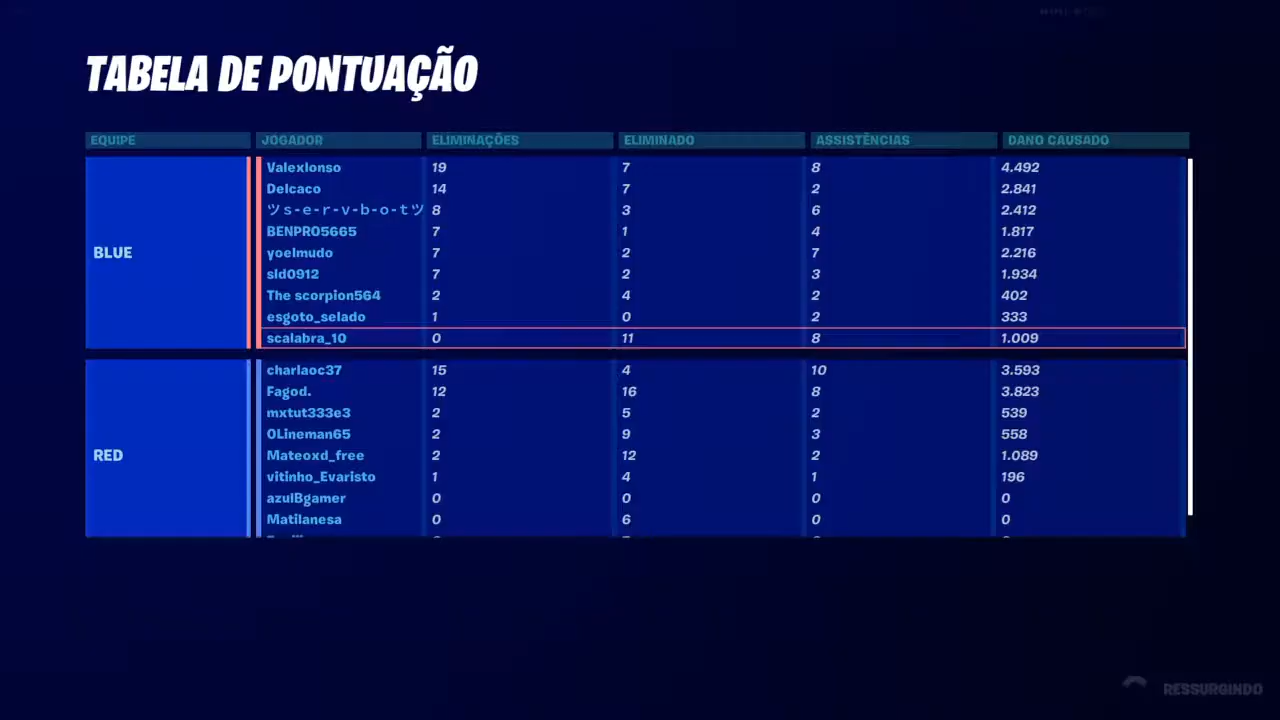 TABELA DE PONTUAÇÃO
EQUIPE JOGADOR ELIMINAÇÕES ELIMINADO ASSISTÊNCIAS DANO CAUSADO
Valexlonso 19 7 8 4.492
Delcaco 14 7 2 2.841
ツs-e-r-v-b-o-tツ 8 3 6 2.412
BENPRO5665 7 1 4 1.817
BLUE yoelmudo 7 2 7 2.216
sld0912 7 2 3 1.934
The scorpion564 2 4 2 402
esgoto_selado 1 0 2 333
scalabra_10 0 11 8 1.009
charlaoc37 15 4 10 3.593
Fagod. 12 16 8 3.823
mxtut333e3 2 5 2 539
OLineman65 2 9 3 558
RED Mateoxd_free 2 12 2 1.089
vitinho_Evaristo 1 4 1 196
azulBgamer 0 0 0 0
Matilanesa 0 6 0 0
RESSURGINDO